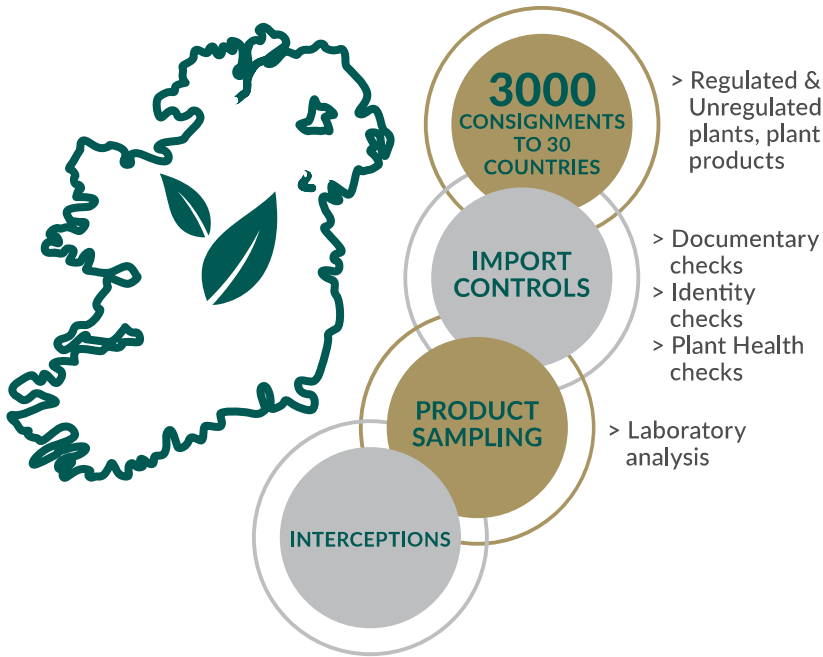 3000
CONSIGNMENTS
TO 30
COUNTRIES
> Regulated &
Unregulated
plants, plant
products
IMPORT
CONTROLS
> Documentary
checks
> Identity
checks
> Plant Health
checks
PRODUCT
SAMPLING
> Laboratory
analysis
INTERCEPTIONS